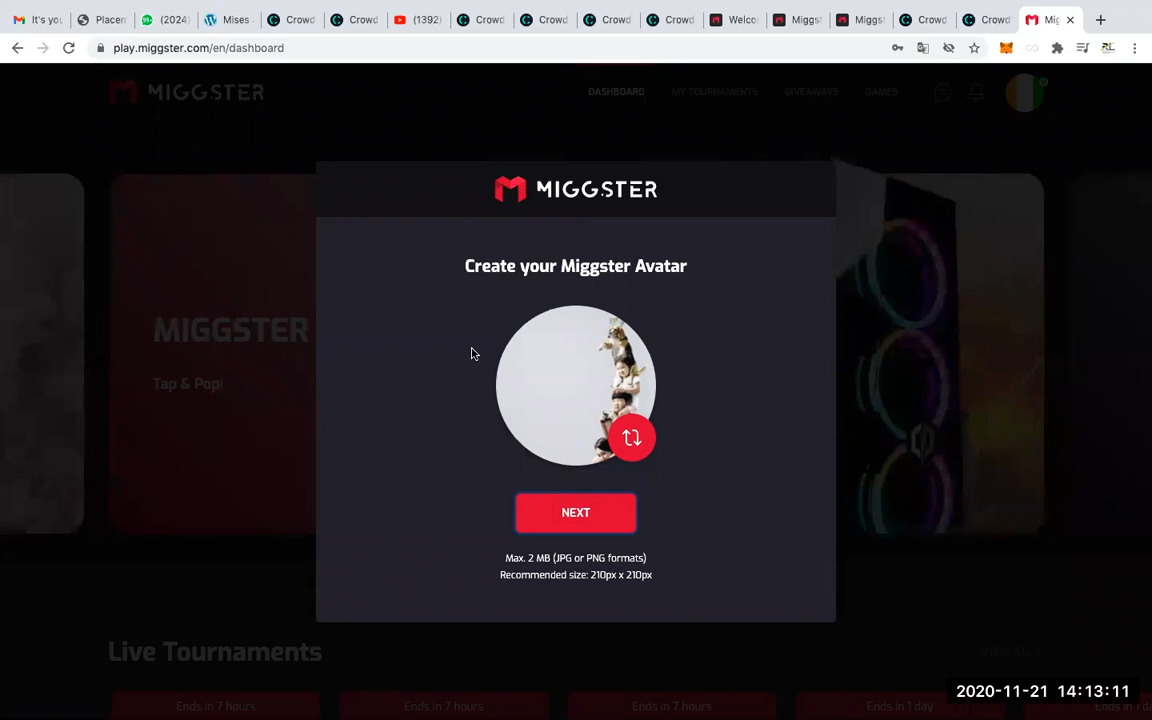 It's you
Placem
(2024)
Mises
Crowd
Crowd
(1392)
Crowd
Crowd
Crowd
Crowd
Welco
Miggst
Miggst
Crowd
Crowd
Mig
play.miggster.com/en/dashboard
MIGGSTER
DASHBOARD
MY TOURNAMENTS
GIVEAWAYS
GAMES
MIGGSTER
Create your Miggster Avatar
MIGGSTER
Tap & Pop!
NEXT
Max. 2 MB (JPG or PNG formats)
Recommended size: 210px x 210px
Live Tournaments
2020-11-21 14:13:11
Ends in 7 hours
Ends in 7 hours
Ends in 7 hours
Ends in 1 day